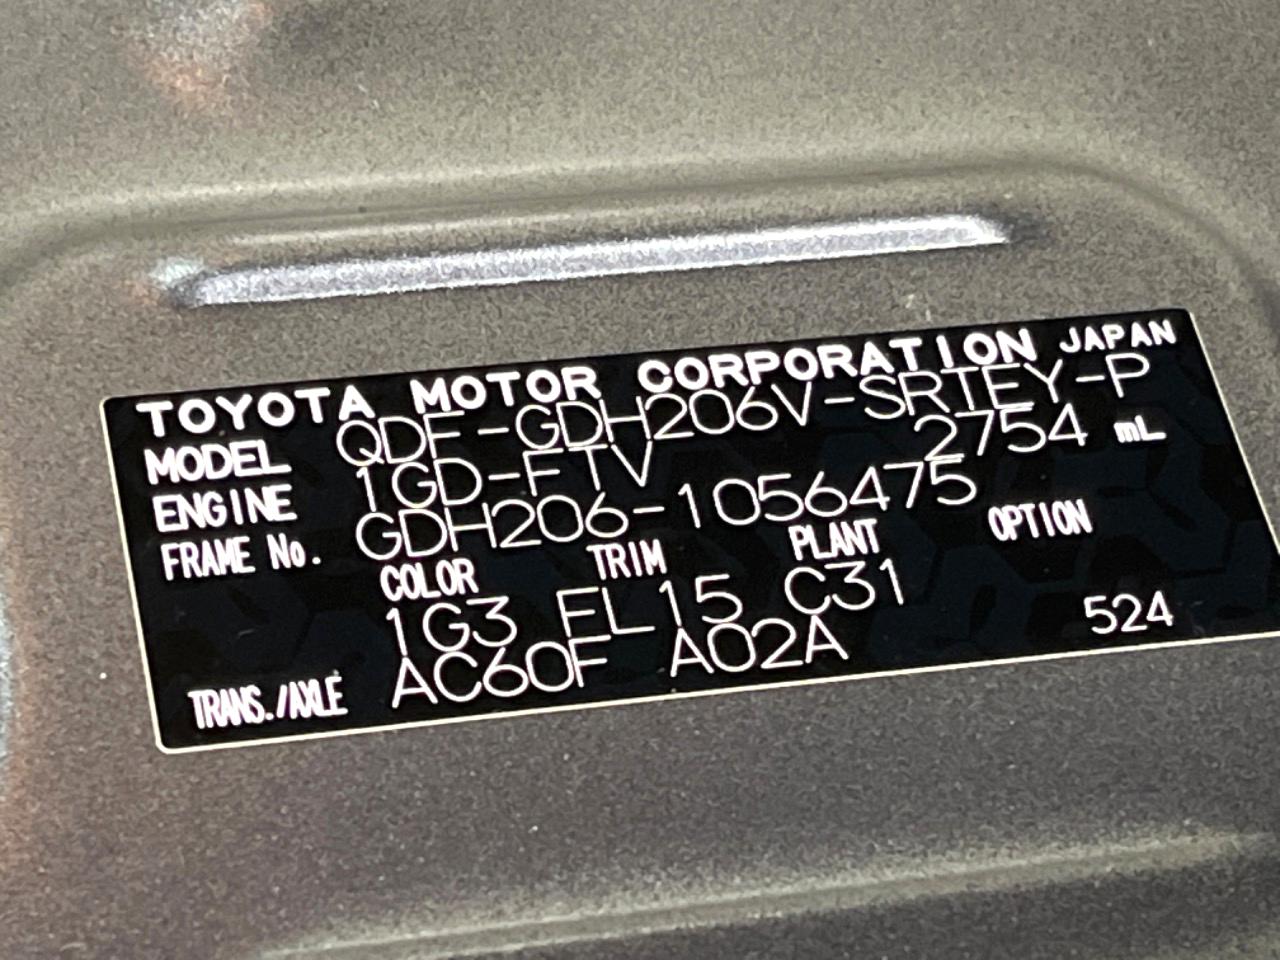 TOYOTA MOTOR CORPORATION JAPAN
MODEL QDF-GDH206V-SRTEY-P
ENGINE 1GD-FTV 2754 mL
FRAME No. GDH206-1056475
COLOR TRIM PLANT OPTION
1G3 FL15 C31
TRANS./AXLE AC60F A02A 524